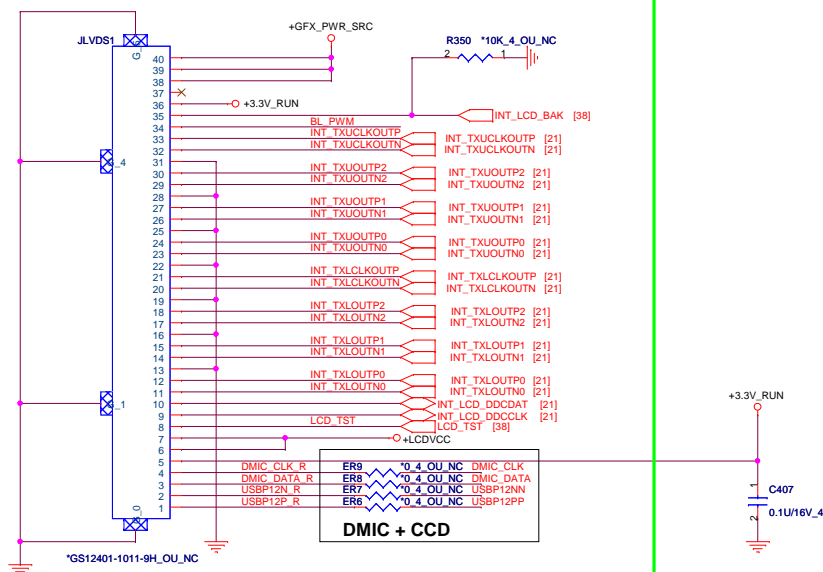 +GFX_PWR_SRC
JLVDS1
R350 *10K_4_OU_NC
2 1
G_5
40
39
38
37
36 +3.3V_RUN
35 INT_LCD_BAK [38]
34 BL_PWM
33 INT_TXUCLKOUTP INT_TXUCLKOUTP [21]
32 INT_TXUCLKOUTN INT_TXUCLKOUTN [21]
G_4
31
30 INT_TXUOUTP2 INT_TXUOUTP2 [21]
29 INT_TXUOUTN2 INT_TXUOUTN2 [21]
28
27 INT_TXUOUTP1 INT_TXUOUTP1 [21]
26 INT_TXUOUTN1 INT_TXUOUTN1 [21]
25
24 INT_TXUOUTP0 INT_TXUOUTP0 [21]
23 INT_TXUOUTN0 INT_TXUOUTN0 [21]
22
21 INT_TXLCLKOUTP INT_TXLCLKOUTP [21]
20 INT_TXLCLKOUTN INT_TXLCLKOUTN [21]
19
18 INT_TXLOUTP2 INT_TXLOUTP2 [21]
17 INT_TXLOUTN2 INT_TXLOUTN2 [21]
16
15 INT_TXLOUTP1 INT_TXLOUTP1 [21]
14 INT_TXLOUTN1 INT_TXLOUTN1 [21]
13
12 INT_TXLOUTP0 INT_TXLOUTP0 [21]
11 INT_TXLOUTN0 INT_TXLOUTN0 [21]
G_1
10 INT_LCD_DDCDAT [21]
9 INT_LCD_DDCCLK [21]
8 LCD_TST LCD_TST [38]
7 +LCDVCC
6
5
4 DMIC_CLK_R ER9 *0_4_OU_NC DMIC_CLK
3 DMIC_DATA_R ER8 *0_4_OU_NC DMIC_DATA
2 USBP12N_R ER7 *0_4_OU_NC USBP12NN
1 USBP12P_R ER6 *0_4_OU_NC USBP12PP
G_0
DMIC + CCD
*GS12401-1011-9H_OU_NC
+3.3V_RUN
1
C407
0.1U/16V_4
2